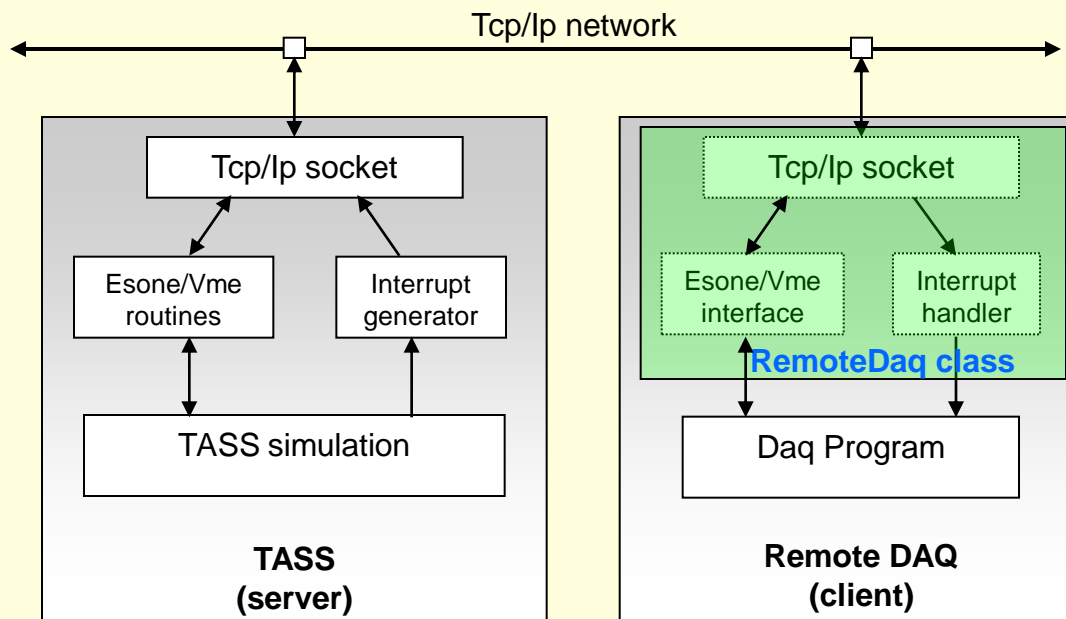 Tcp/Ip network
Tcp/Ip socket
Esone/Vme
routines
Interrupt
generator
TASS simulation
TASS
(server)
Tcp/Ip socket
Esone/Vme
interface
Interrupt
handler
RemoteDaq class
Daq Program
Remote DAQ
(client)